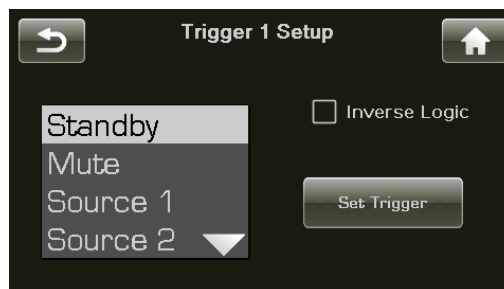 Trigger 1 Setup
Standby
Mute
Source 1
Source 2
Inverse Logic
Set Trigger